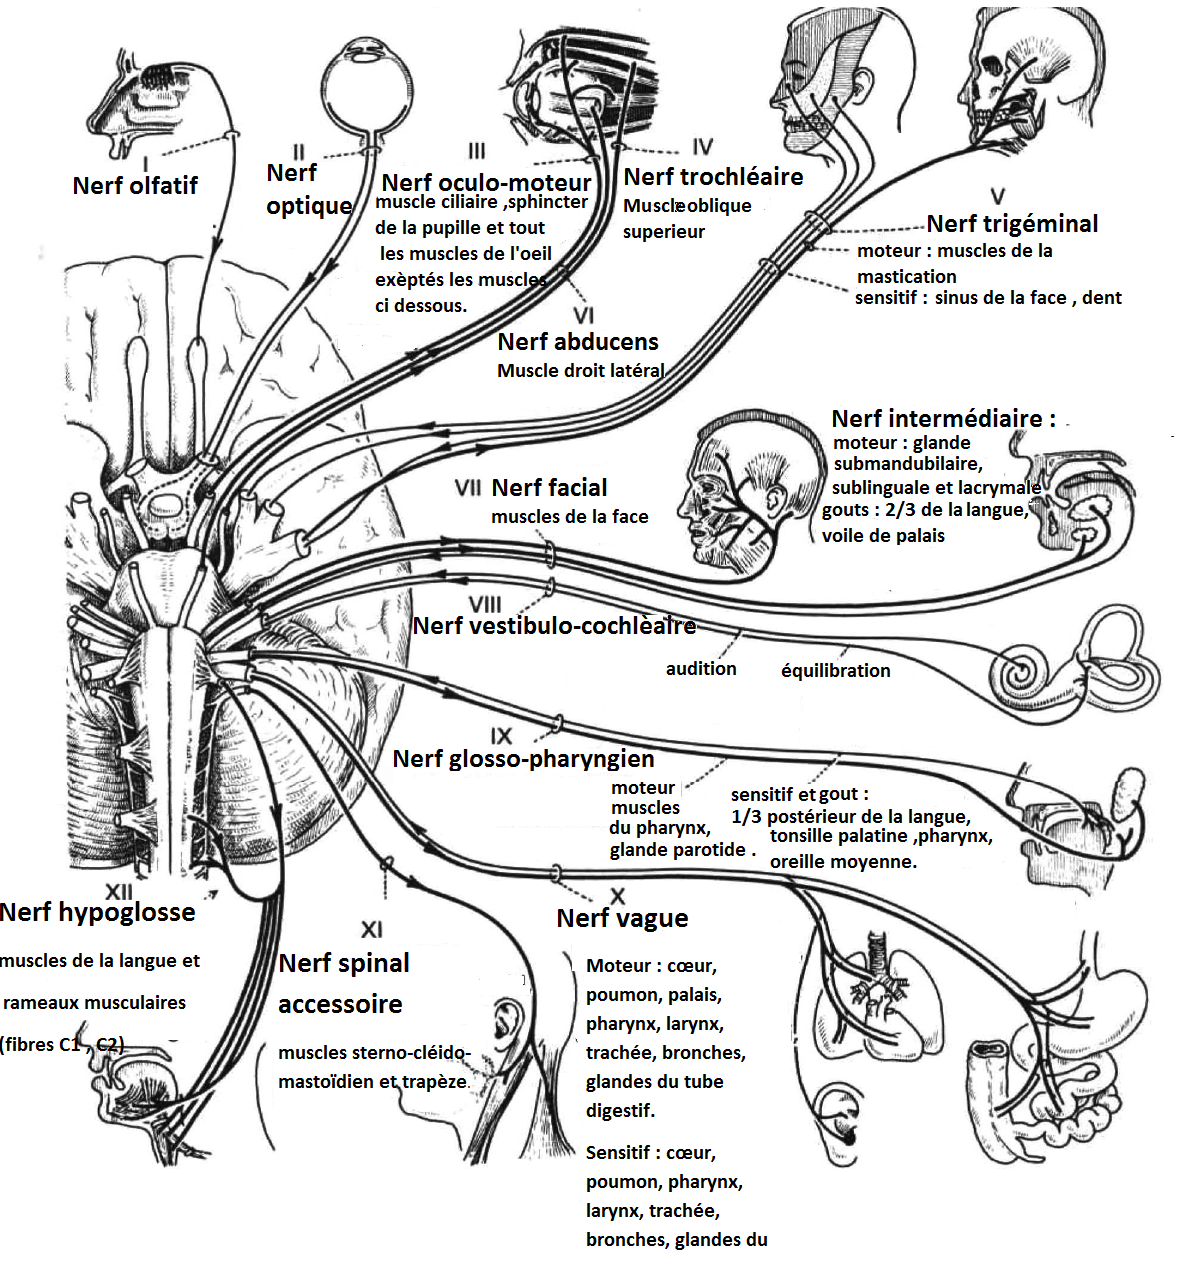 I
Nerf olfatif
II
Nerf
optique
III
Nerf oculo-moteur
muscle ciliaire ,sphincter
de la pupille et tout
les muscles de l'oeil
exèptés les muscles
ci dessous.
IV
Nerf trochléaire
Muscle oblique
superieur
V
Nerf trigéminal
moteur : muscles de la
mastication
sensitif : sinus de la face , dent
VI
Nerf abducens
Muscle droit latéral
Nerf intermédiaire :
moteur : glande
submandubilaire,
sublinguale et lacrymale
gouts : 2/3 de la langue,
voile de palais
VII Nerf facial
muscles de la face
VIII
Nerf vestibulo-cochlèaire
audition
équilibration
IX
Nerf glosso-pharyngien
moteur
muscles
du pharynx,
glande parotide .
sensitif et gout :
1/3 postérieur de la langue,
tonsille palatine ,pharynx,
oreille moyenne.
X
Nerf vague
Moteur : cœur,
poumon, palais,
pharynx, larynx,
trachée, bronches,
glandes du tube
digestif.
Sensitif : cœur,
poumon, pharynx,
larynx, trachée,
bronches, glandes du
XI
Nerf spinal
accessoire
muscles sterno-cléido-
mastoïdien et trapèze.
XII
Nerf hypoglosse
muscles de la langue et
rameaux musculaires
(fibres C1 , C2)